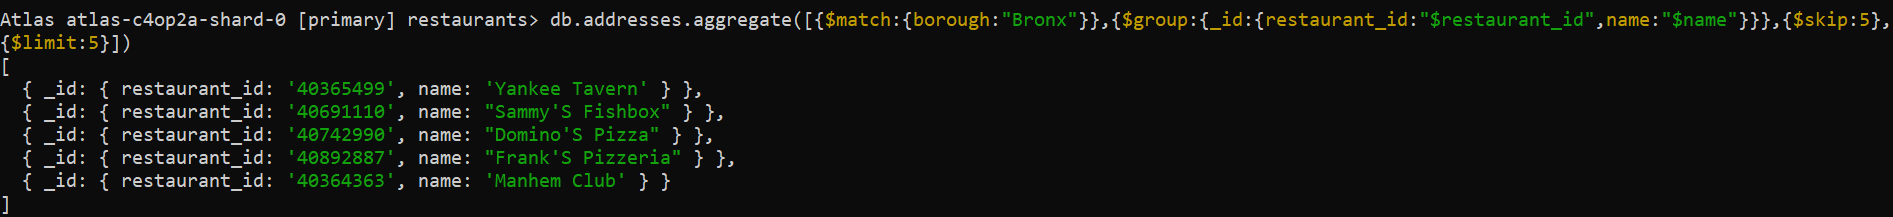 Atlas atlas-c4op2a-shard-0 [primary] restaurants> db.addresses.aggregate([{$match:{borough:"Bronx"}},{$group:{_id:{restaurant_id:"$restaurant_id",name:"$name"}}},{$skip:5},
{$limit:5}])
[
  { _id: { restaurant_id: '40365499', name: 'Yankee Tavern' } },
  { _id: { restaurant_id: '40691110', name: "Sammy'S Fishbox" } },
  { _id: { restaurant_id: '40742990', name: "Domino'S Pizza" } },
  { _id: { restaurant_id: '40892887', name: "Frank'S Pizzeria" } },
  { _id: { restaurant_id: '40364363', name: 'Manhem Club' } }
]